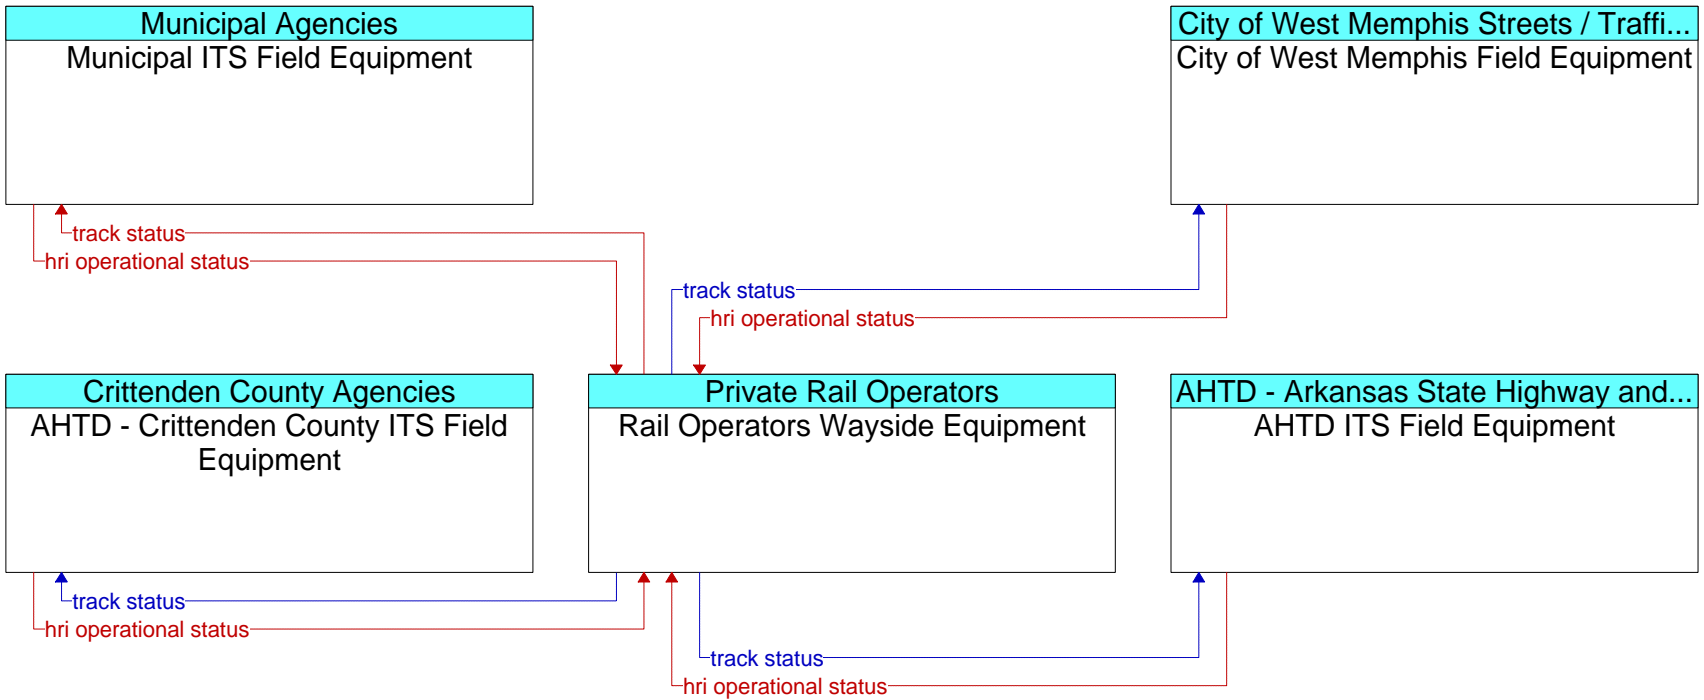 Municipal Agencies
Municipal ITS Field Equipment
City of West Memphis Streets / Traffi...
City of West Memphis Field Equipment
track status
hri operational status
track status
hri operational status
Crittenden County Agencies
AHTD - Crittenden County ITS Field
Equipment
Private Rail Operators
Rail Operators Wayside Equipment
AHTD - Arkansas State Highway and...
AHTD ITS Field Equipment
track status
hri operational status
track status
hri operational status